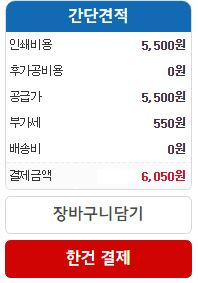 간단견적
인쇄비용 5,500원
후가공비용 0원
공급가 5,500원
부가세 550원
배송비 0원
결제금액 6,050원
장바구니담기
한건 결제